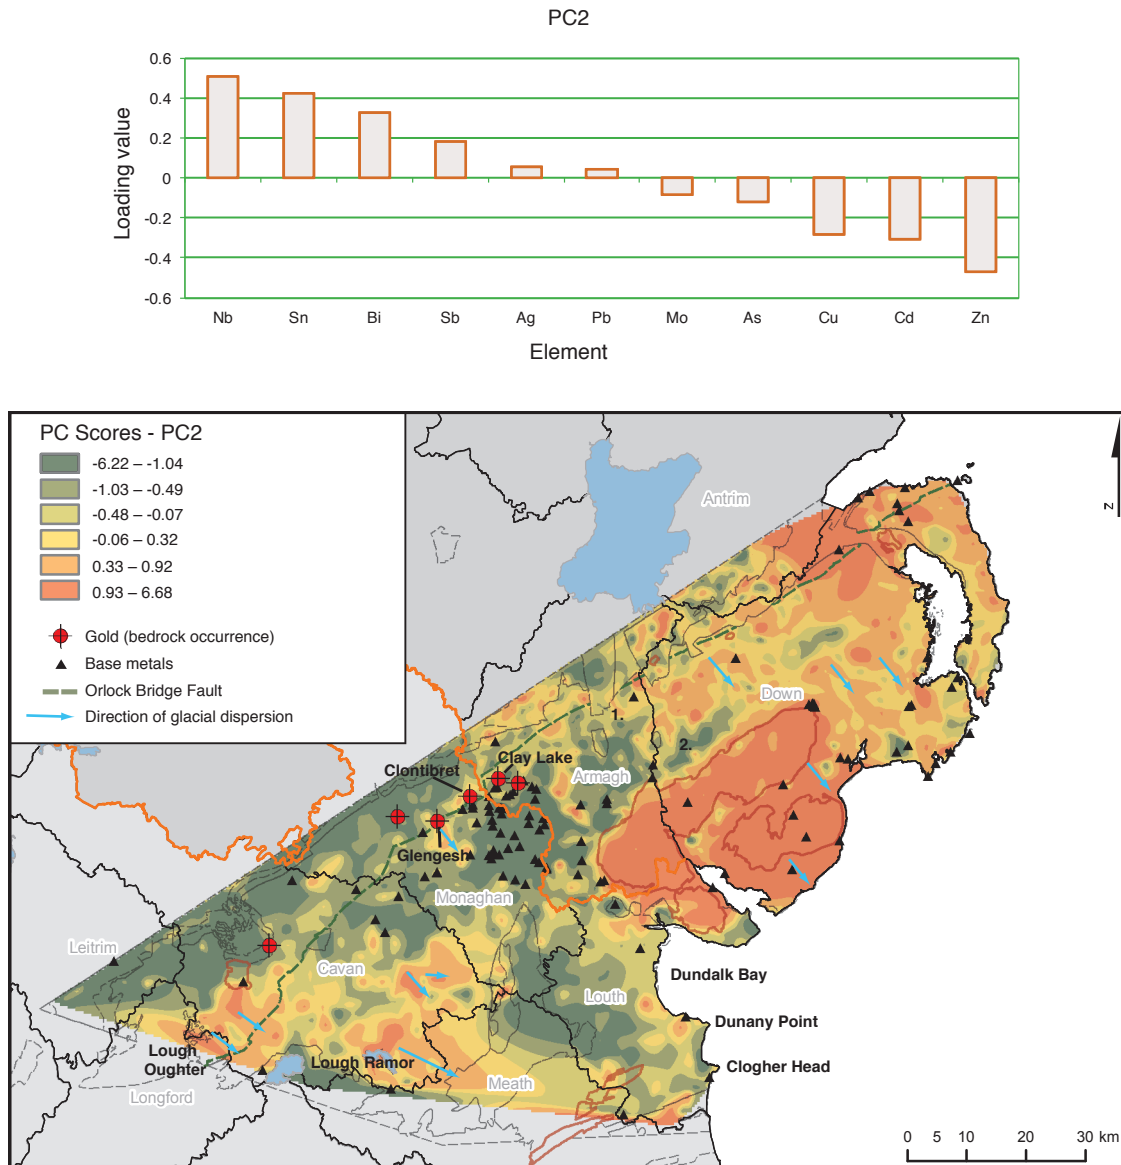 PC2
0.6
0.4
0.2
0
-0.2
-0.4
-0.6
Loading value
Nb Sn Bi Sb Ag Pb Mo As Cu Cd Zn
Element
PC Scores - PC2
-6.22 – -1.04
-1.03 – -0.49
-0.48 – -0.07
-0.06 – 0.32
0.33 – 0.92
0.93 – 6.68
Gold (bedrock occurrence)
Base metals
Orlock Bridge Fault
Direction of glacial dispersion
N
Antrim
Down
1.
2.
Clay Lake
Clontibret
Armagh
Glengesh
Monaghan
Leitrim
Cavan
Dundalk Bay
Louth
Dunany Point
Lough
Oughter
Lough Ramor
Clogher Head
Meath
Longford
0 5 10 20 30 km